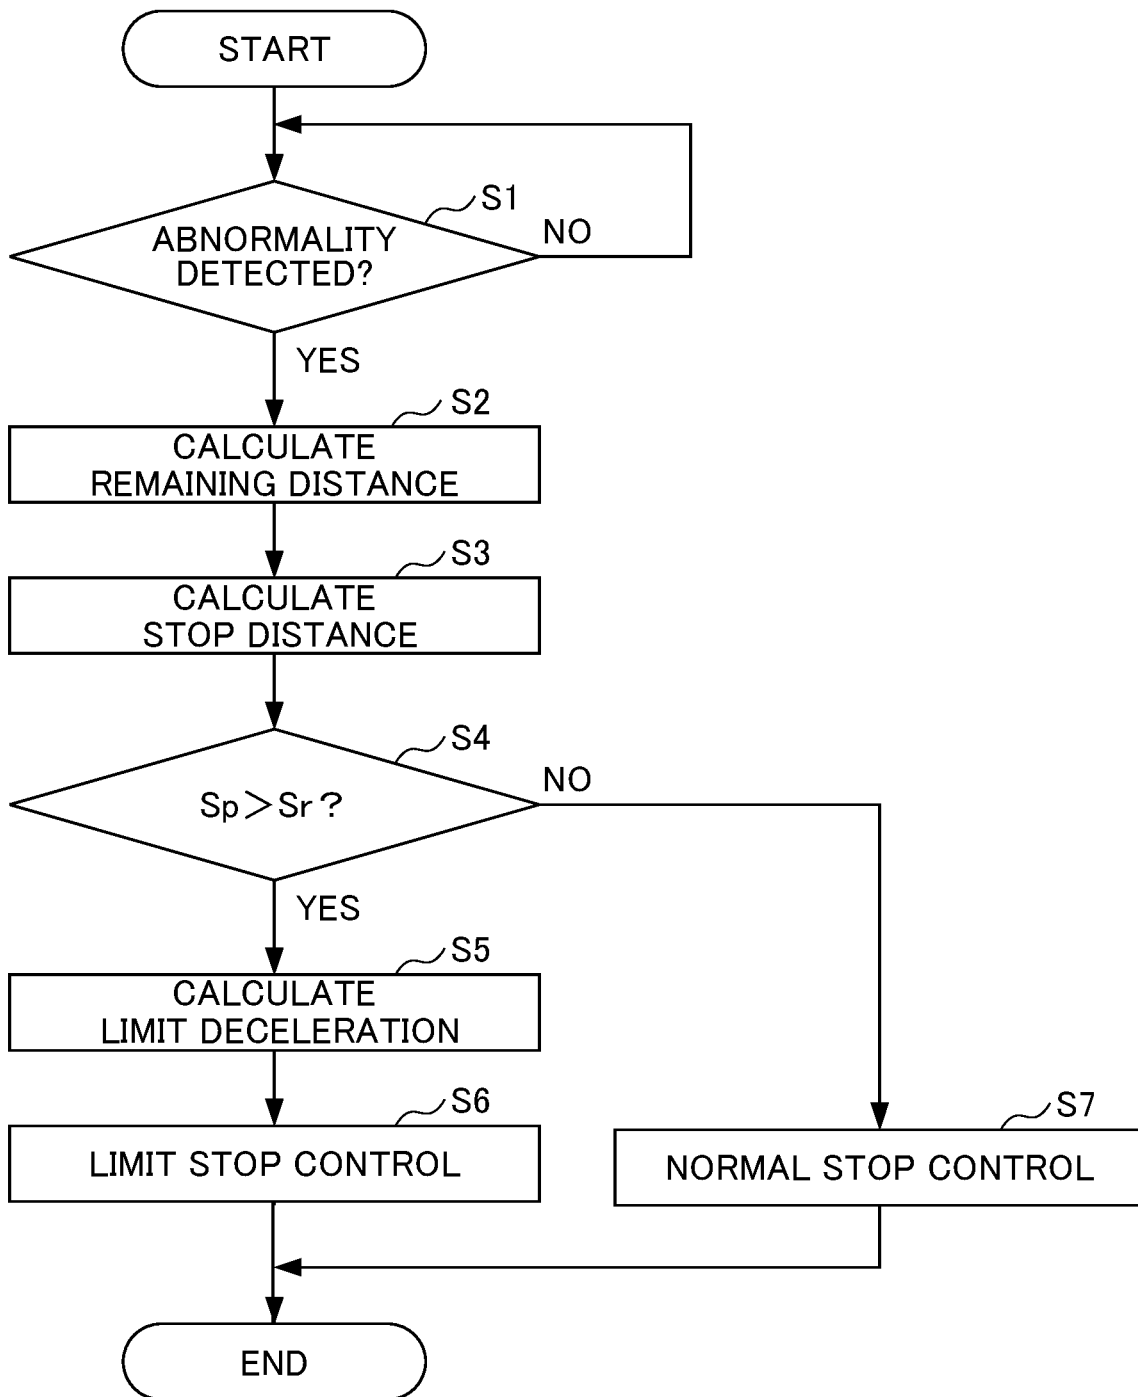 START
S1
ABNORMALITY
DETECTED?
NO
YES
S2
CALCULATE
REMAINING DISTANCE
S3
CALCULATE
STOP DISTANCE
S4
Sp＞Sr？
NO
YES
S5
CALCULATE
LIMIT DECELERATION
S6
LIMIT STOP CONTROL
S7
NORMAL STOP CONTROL
END